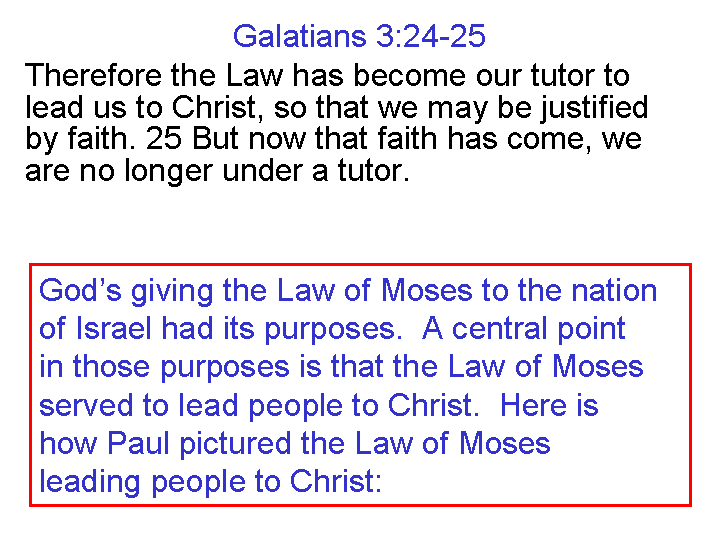 Galatians 3:24-25
Therefore the Law has become our tutor to
lead us to Christ, so that we may be justified
by faith. 25 But now that faith has come, we
are no longer under a tutor.
God’s giving the Law of Moses to the nation
of Israel had its purposes.  A central point
in those purposes is that the Law of Moses
served to lead people to Christ.  Here is
how Paul pictured the Law of Moses
leading people to Christ: